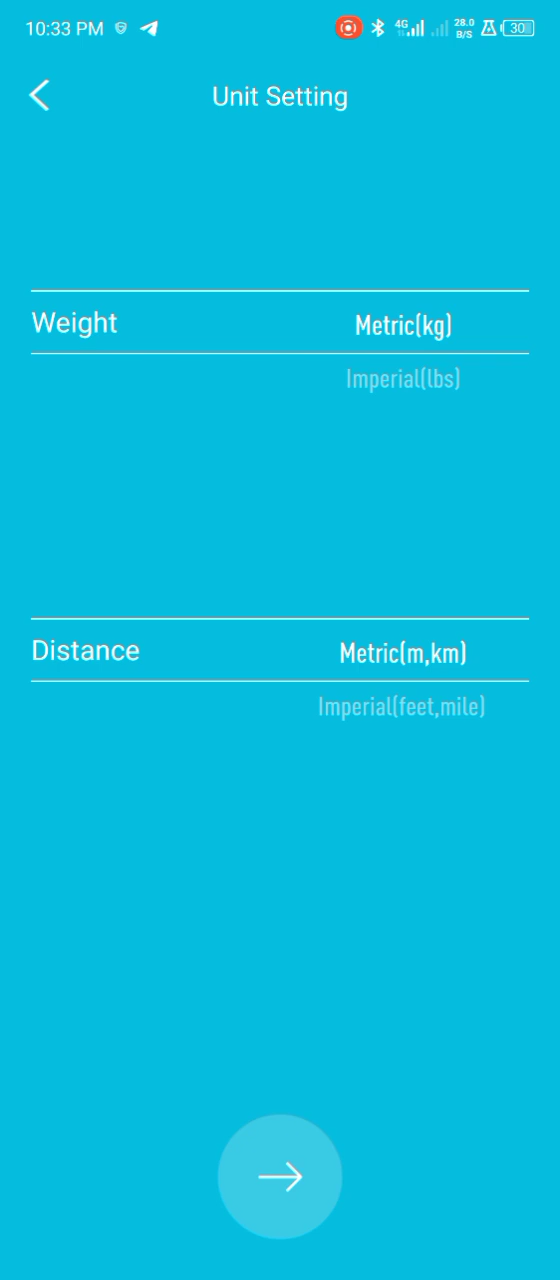 10:33 PM 4G 28.0 B/S 30
Unit Setting
Weight Metric(kg)
Imperial(lbs)
Distance Metric(m,km)
Imperial(feet,mile)